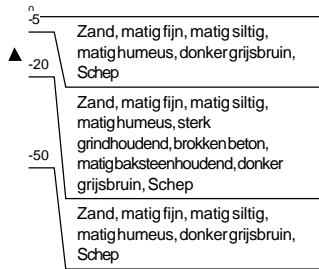 0
-5
Zand, matig fijn, matig siltig,
matig humeus, donker grijsbruin,
Schep
-20
Zand, matig fijn, matig siltig,
matig humeus, sterk
grindhoudend, brokken beton,
matig baksteenhoudend, donker
grijsbruin, Schep
-50
Zand, matig fijn, matig siltig,
matig humeus, donker grijsbruin,
Schep